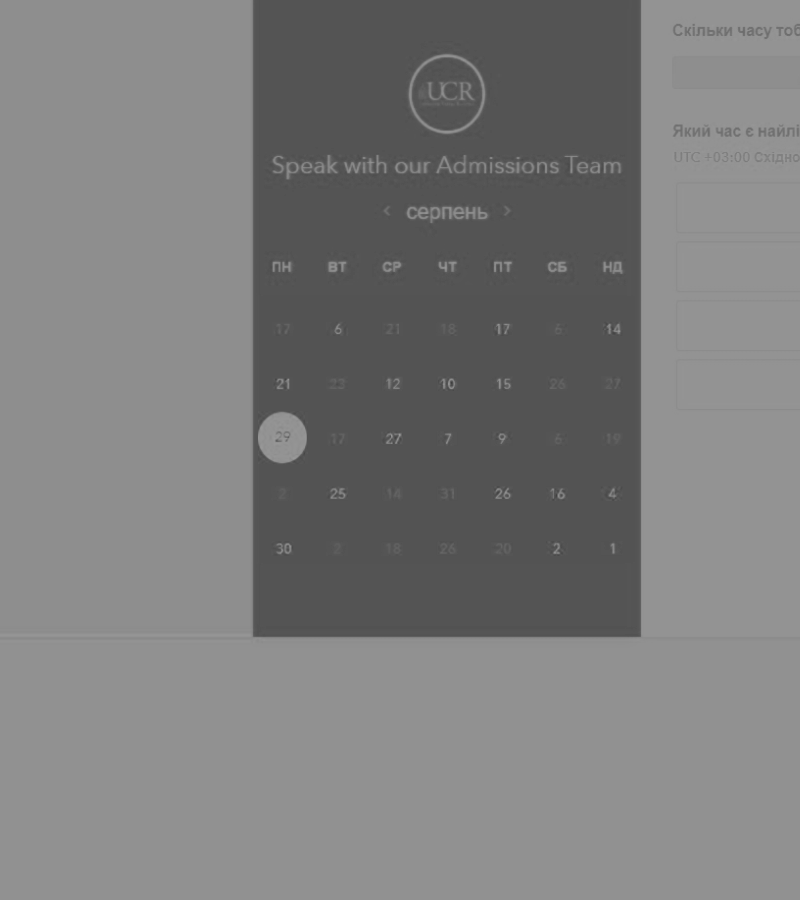 UCR
Speak with our Admissions Team
< серпень >
ПН ВТ СР ЧТ ПТ СБ НД
17 6 21 18 17 6 14
21 23 12 10 15 26 27
29 17 27 7 9 6 19
2 25 14 31 26 16 4
30 2 18 26 20 2 1
Скільки часу тоб
Який час є найлі
UTC +03:00 Східно